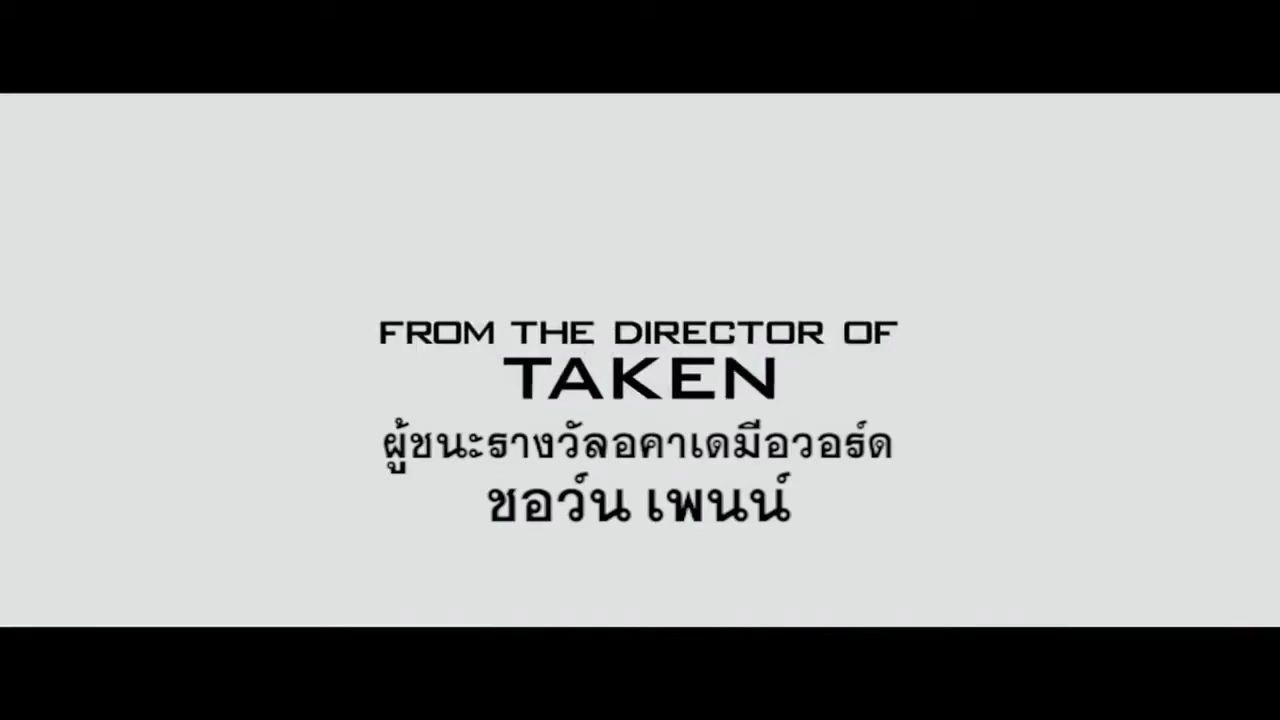 FROM THE DIRECTOR OF
TAKEN
ผู้ชนะรางวัลอคาเดมีอวอร์ด
ชอว์น เพนน์